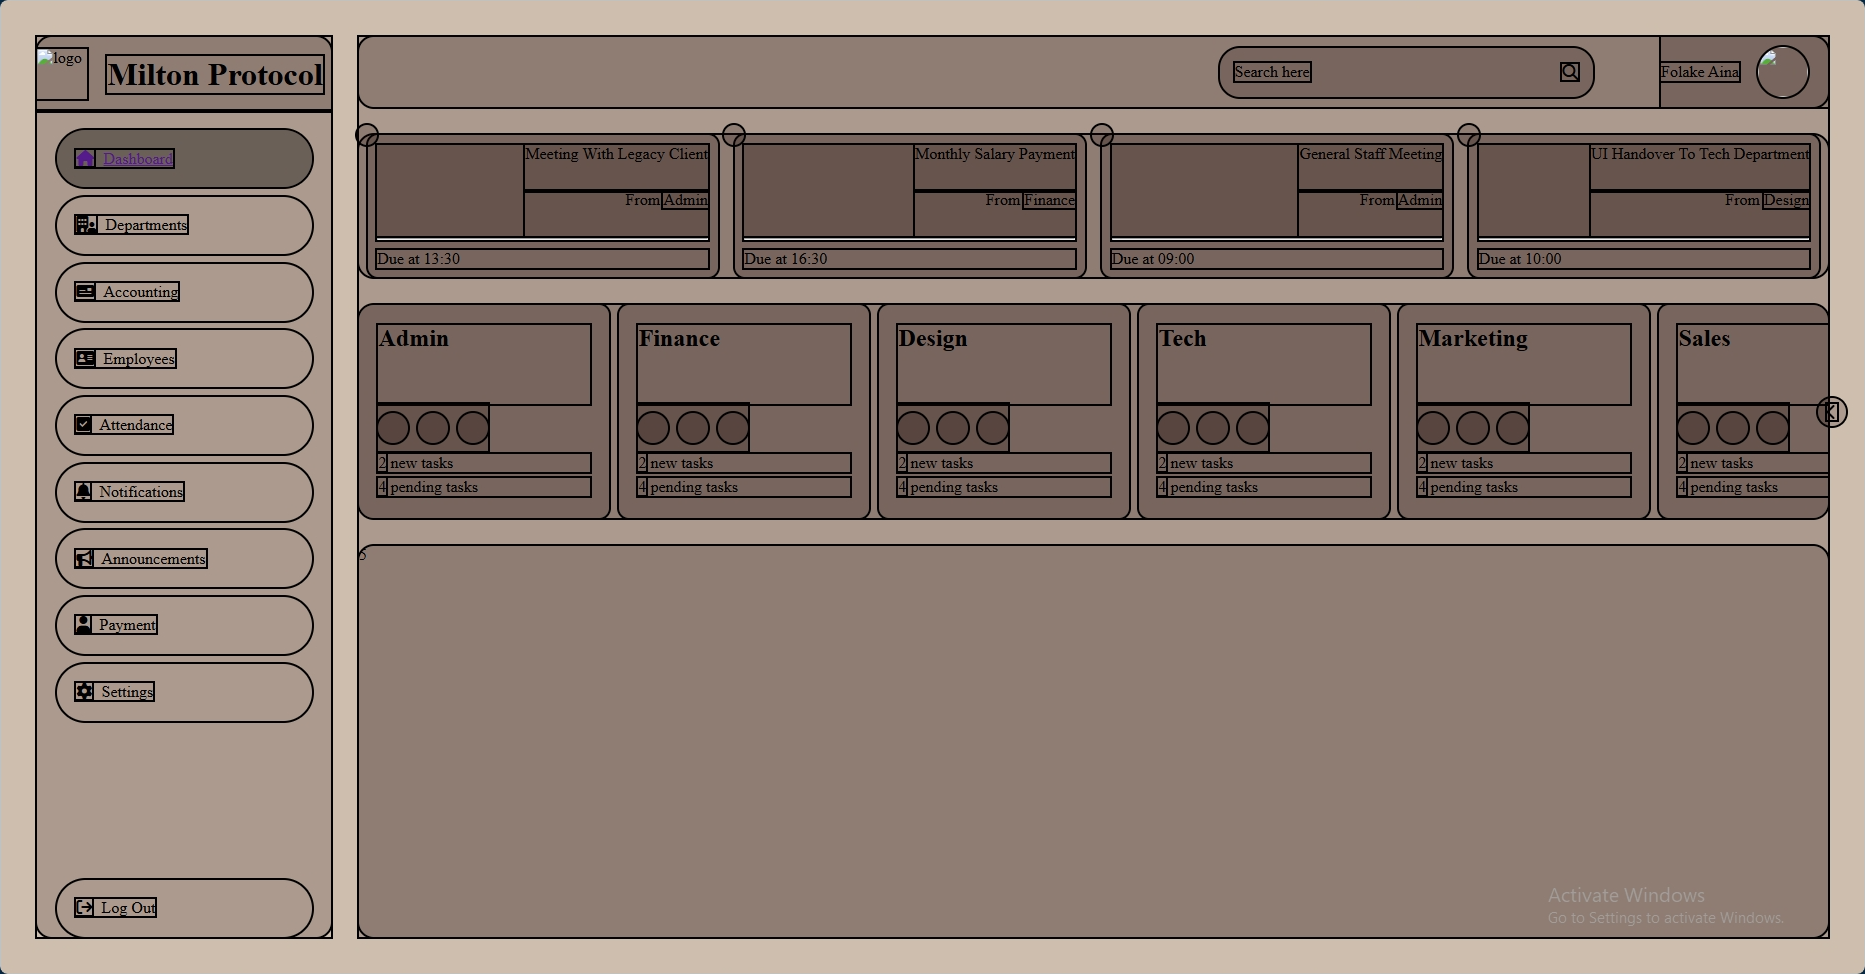 logo
Milton Protocol
Dashboard
Departments
Accounting
Employees
Attendance
Notifications
Announcements
Payment
Settings
Log Out
Search here
Folake Aina
Meeting With Legacy Client
From Admin
Due at 13:30
Monthly Salary Payment
From Finance
Due at 16:30
General Staff Meeting
From Admin
Due at 09:00
UI Handover To Tech Department
From Design
Due at 10:00
Admin
2 new tasks
4 pending tasks
Finance
2 new tasks
4 pending tasks
Design
2 new tasks
4 pending tasks
Tech
2 new tasks
4 pending tasks
Marketing
2 new tasks
4 pending tasks
Sales
2 new tasks
4 pending tasks
Activate Windows
Go to Settings to activate Windows.